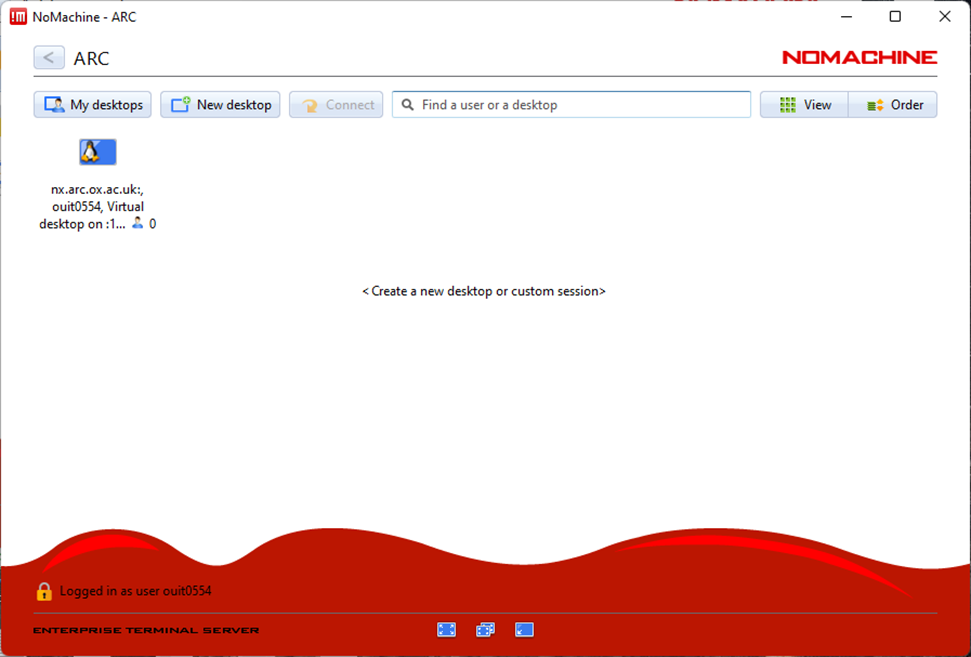 NoMachine - ARC
< ARC
NOMACHINE
My desktops
New desktop
Connect
Find a user or a desktop
View
Order
nx.arc.ox.ac.uk:,
ouit0554, Virtual
desktop on :1... 0
< Create a new desktop or custom session>
Logged in as user ouit0554
ENTERPRISE TERMINAL SERVER